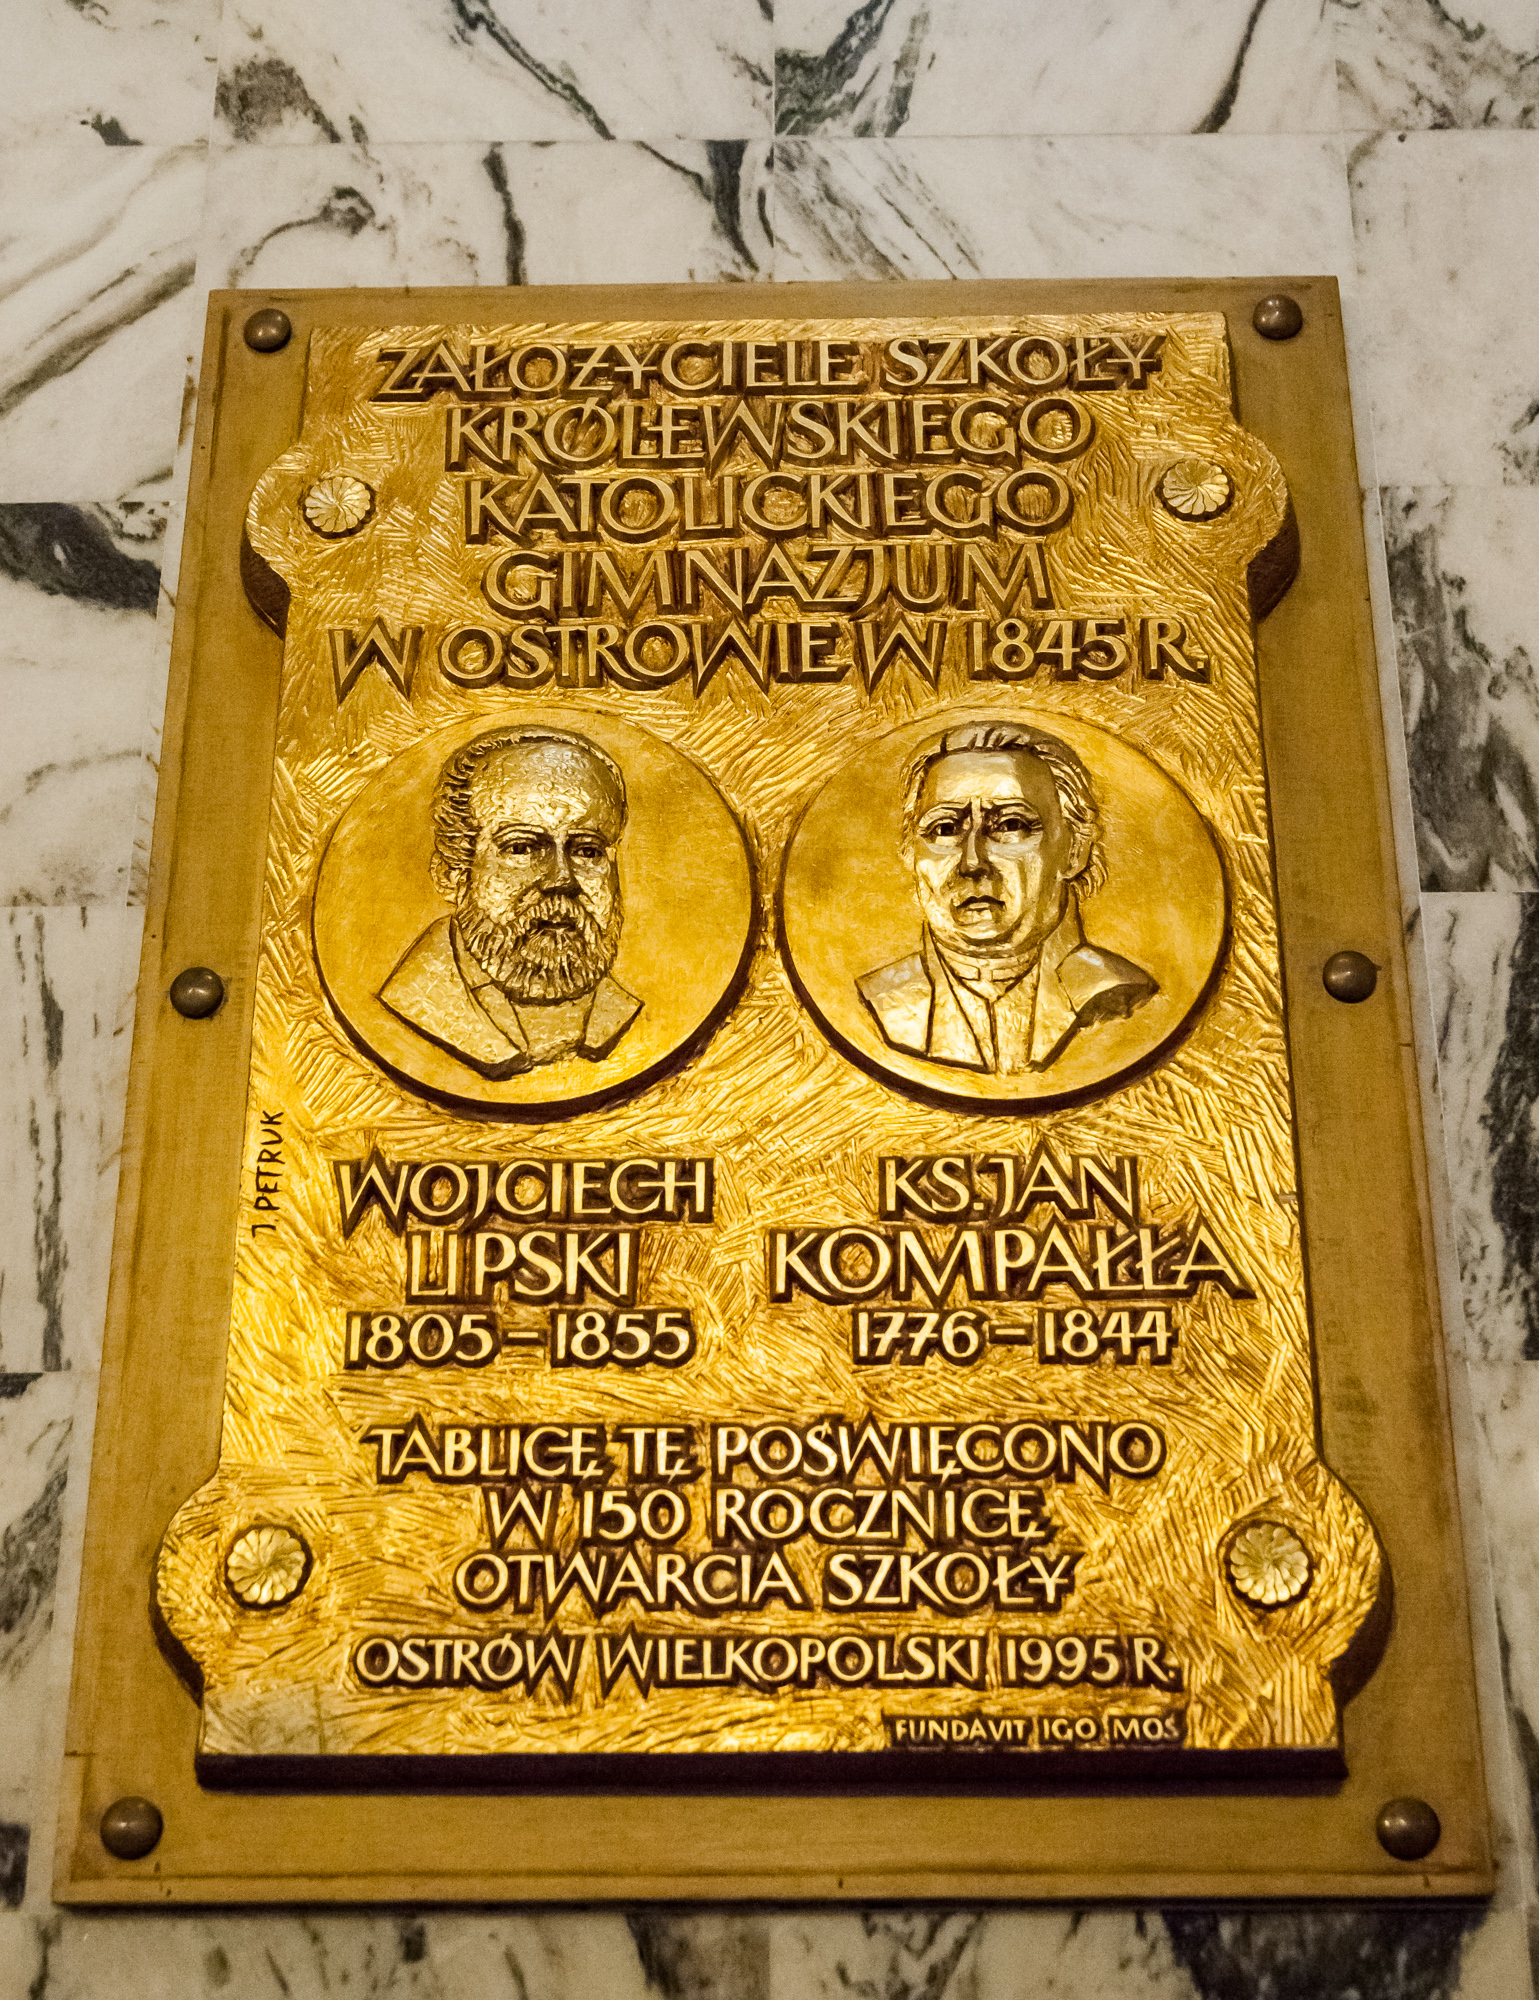 ZAŁOŻYCIELE SZKOŁY
KRÓLEWSKIEGO
KATOLICKIEGO
GIMNAZJUM
W OSTROWIE W 1845 R.
WOJCIECH
LIPSKI
1805–1855
KS. JAN
KOMPAŁŁA
1776–1844
J. PETRUK
TABLICĘ TĘ POŚWIĘCONO
W 150 ROCZNICĘ
OTWARCIA SZKOŁY
OSTRÓW WIELKOPOLSKI 1995 R.
FUNDAVIT IGO MOŚ